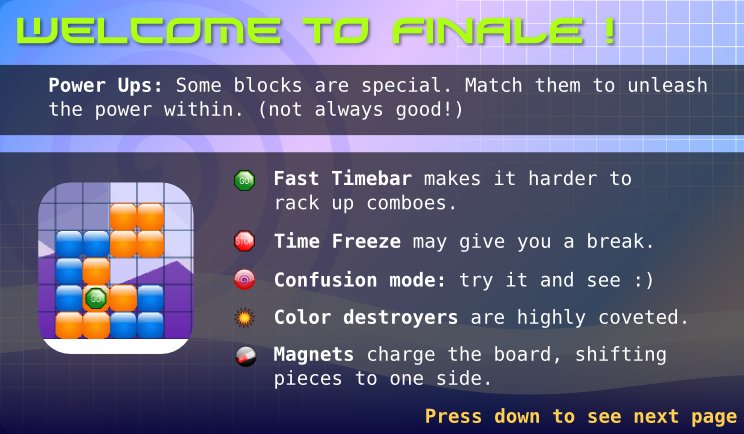 WELCOME TO FINALE !
Power Ups: Some blocks are special. Match them to unleash
the power within. (not always good!)
Fast Timebar makes it harder to
rack up comboes.
Time Freeze may give you a break.
Confusion mode: try it and see :)
Color destroyers are highly coveted.
Magnets charge the board, shifting
pieces to one side.
GO!
GO!
STOP
Press down to see next page